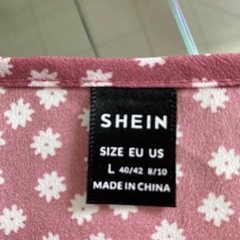 SHEIN
SIZE EU US
L 40/42 8/10
MADE IN CHINA